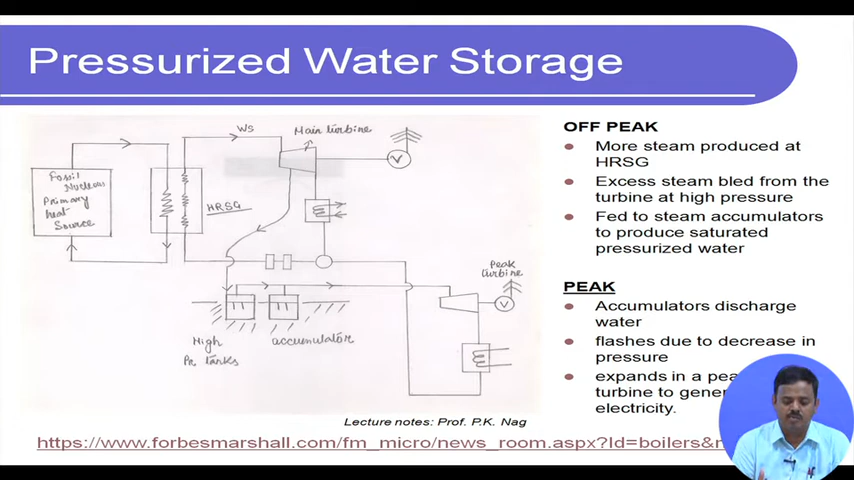 Pressurized Water Storage
WS
Main turbine
Fossil
Nuclear
Primary
heat
Source
HRSG
Peak
turbine
High
Pr tanks
accumulator
Lecture notes: Prof. P.K. Nag
OFF PEAK
More steam produced at
HRSG
Excess steam bled from the
turbine at high pressure
Fed to steam accumulators
to produce saturated
pressurized water
PEAK
Accumulators discharge
water
flashes due to decrease in
pressure
expands in a
turbine to
electricity.
https://www.forbesmarshall.com/fm_micro/news_room.aspx?Id=boilers&